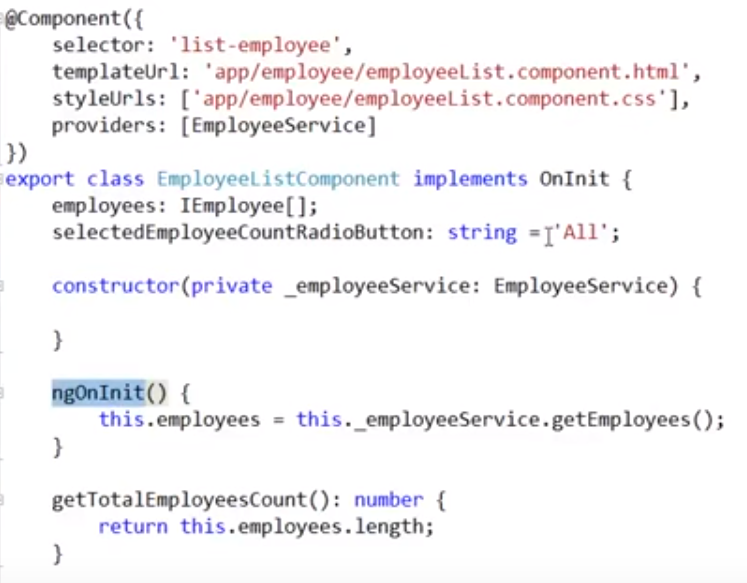 @Component({
    selector: 'list-employee',
    templateUrl: 'app/employee/employeeList.component.html',
    styleUrls: ['app/employee/employeeList.component.css'],
    providers: [EmployeeService]
})
export class EmployeeListComponent implements OnInit {
    employees: IEmployee[];
    selectedEmployeeCountRadioButton: string = 'All';

    constructor(private _employeeService: EmployeeService) {

    }

    ngOnInit() {
        this.employees = this._employeeService.getEmployees();
    }

    getTotalEmployeesCount(): number {
        return this.employees.length;
    }